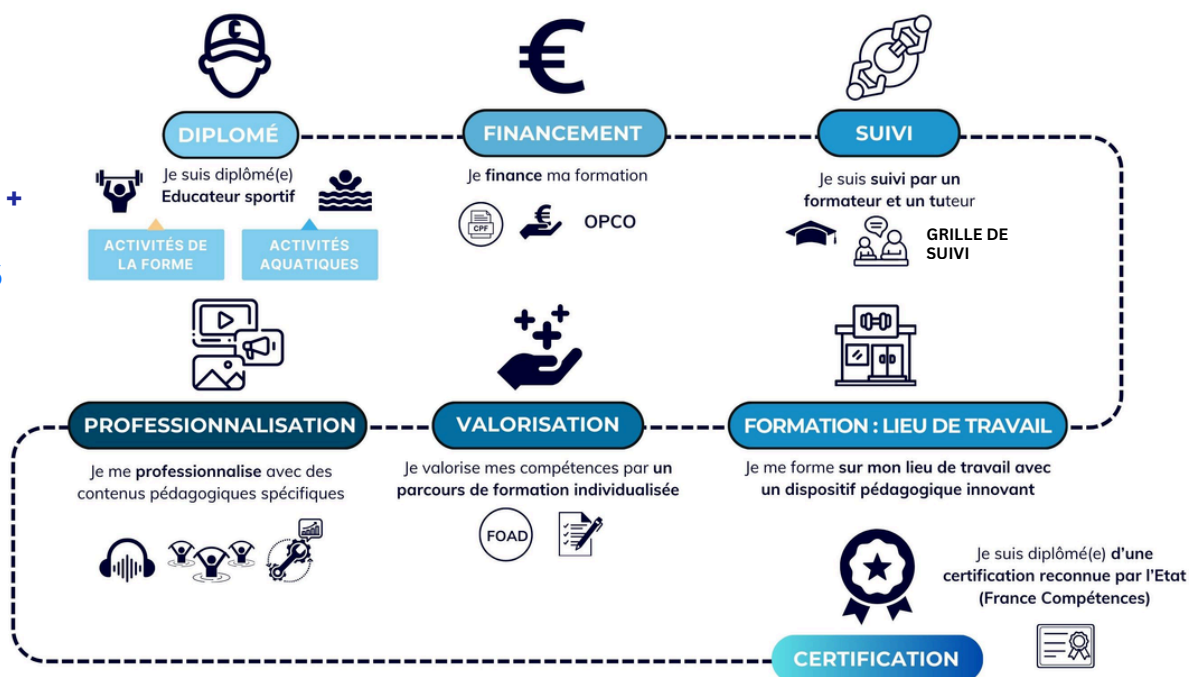 DIPLOMÉ
FINANCEMENT
SUIVI
Je suis diplômé(e)
Educateur sportif
Je finance ma formation
Je suis suivi par un
formateur et un tuteur
+
ACTIVITÉS DE
LA FORME
ACTIVITÉS
AQUATIQUES
CPF
OPCO
GRILLE DE
SUIVI
PROFESSIONNALISATION
VALORISATION
FORMATION : LIEU DE TRAVAIL
Je me professionnalise avec des
contenus pédagogiques spécifiques
Je valorise mes compétences par un
parcours de formation individualisée
Je me forme sur mon lieu de travail avec
un dispositif pédagogique innovant
FOAD
Je suis diplômé(e) d’une
certification reconnue par l’Etat
(France Compétences)
CERTIFICATION